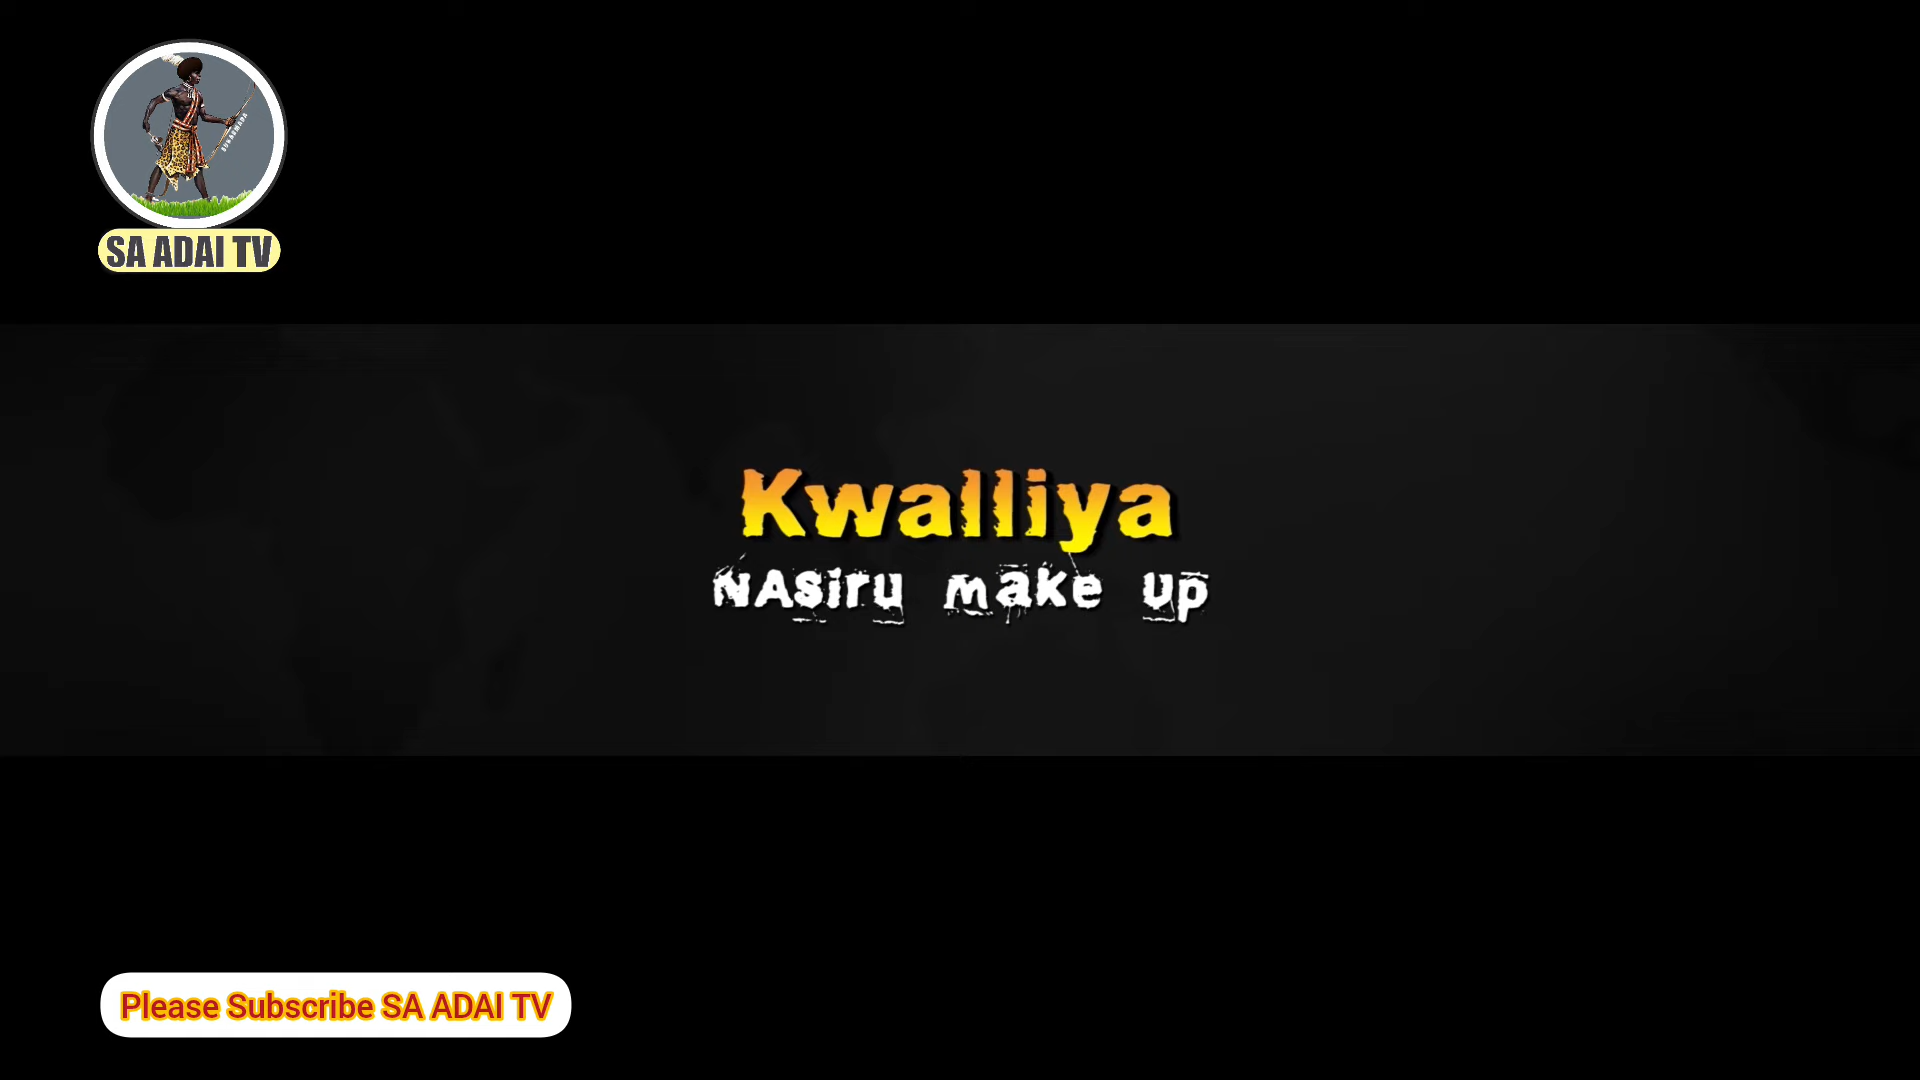 SA ADAI TV
Kwalliya
NASiru make up
Please Subscribe SA ADAI TV